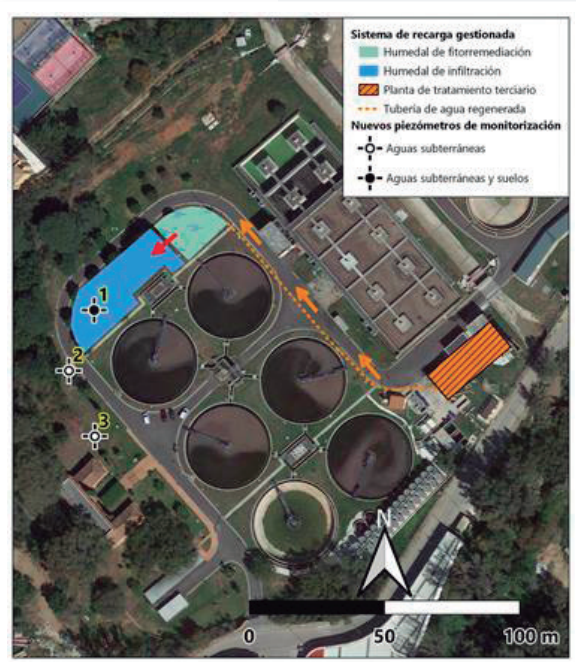 Sistema de recarga gestionada
Humedal de fitorremediación
Humedal de infiltración
Planta de tratamiento terciario
Tubería de agua regenerada
Nuevos piezómetros de monitorización
Aguas subterráneas
Aguas subterráneas y suelos
1
2
3
N
0
50
100 m